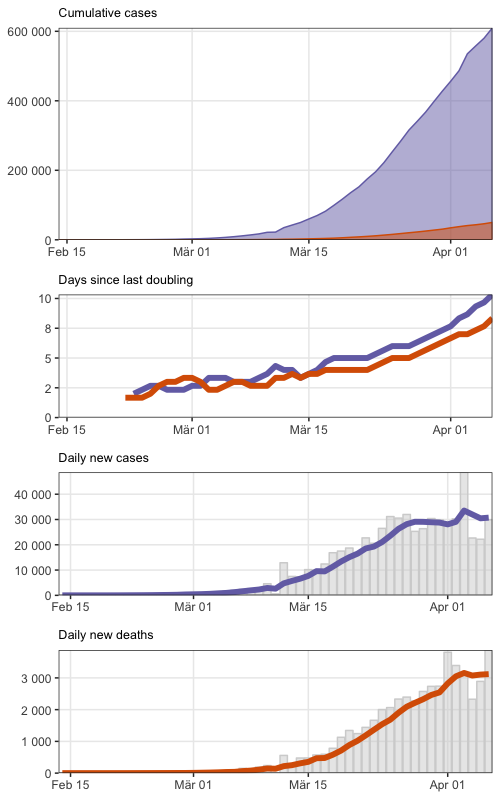 Cumulative cases
600 000
400 000
200 000
0
Feb 15 Mär 01 Mär 15 Apr 01
Days since last doubling
10
8
5
2
0
Feb 15 Mär 01 Mär 15 Apr 01
Daily new cases
40 000
30 000
20 000
10 000
0
Feb 15 Mär 01 Mär 15 Apr 01
Daily new deaths
3 000
2 000
1 000
0
Feb 15 Mär 01 Mär 15 Apr 01